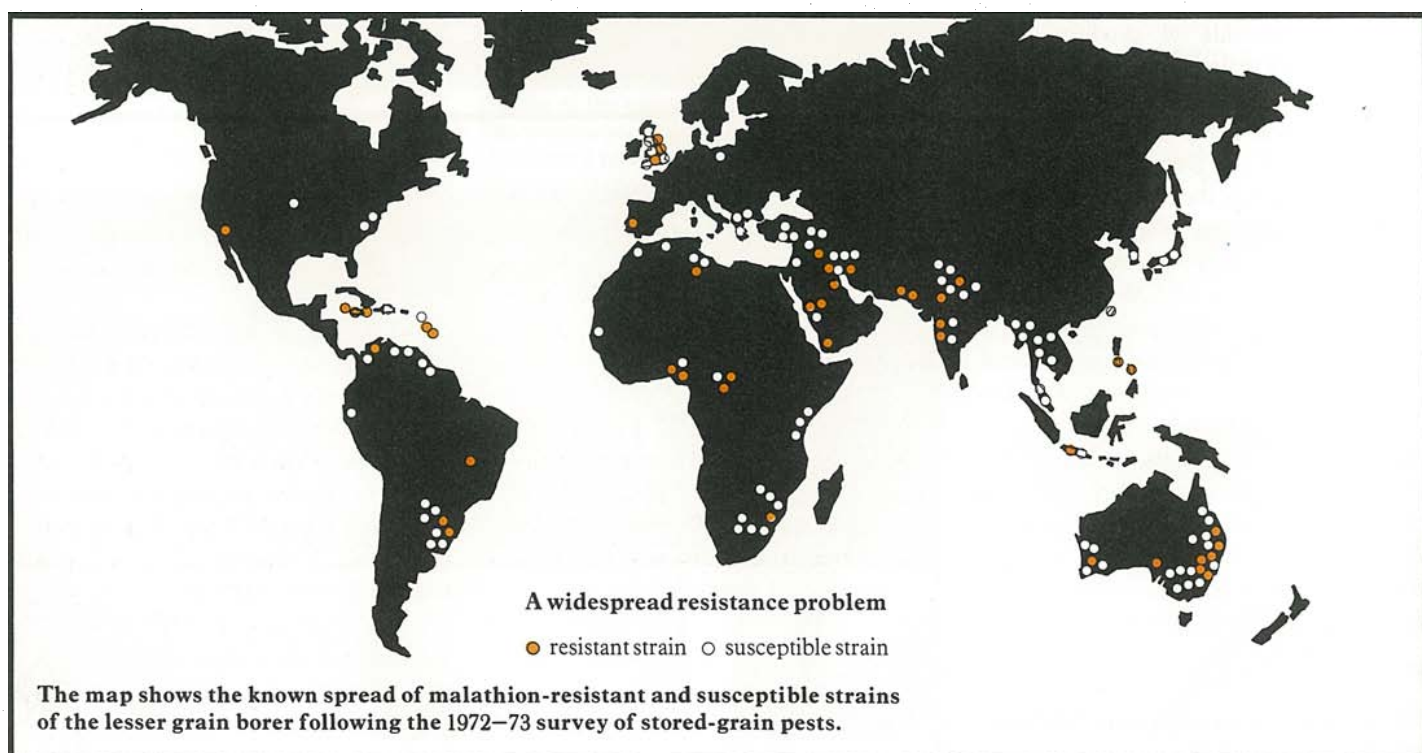 A widespread resistance problem
resistant strain susceptible strain
The map shows the known spread of malathion-resistant and susceptible strains
of the lesser grain borer following the 1972–73 survey of stored-grain pests.